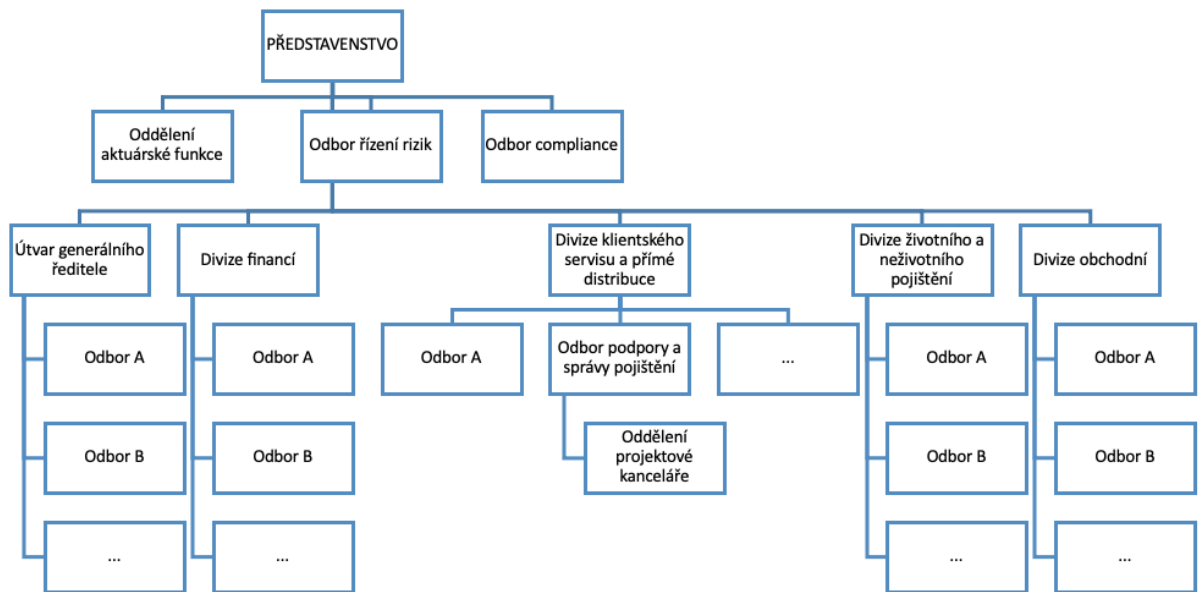 PŘEDSTAVENSTVO
Oddělení
aktuárské funkce
Odbor řízení rizik
Odbor compliance
Útvar generálního
ředitele
Divize financí
Divize klientského
servisu a přímé
distribuce
Divize životního a
neživotního
pojištění
Divize obchodní
Odbor A
Odbor A
Odbor A
Odbor podpory a
správy pojištění
...
Odbor A
Odbor A
Odbor B
Odbor B
Oddělení
projektové
kanceláře
Odbor B
Odbor B
...
...
...
...